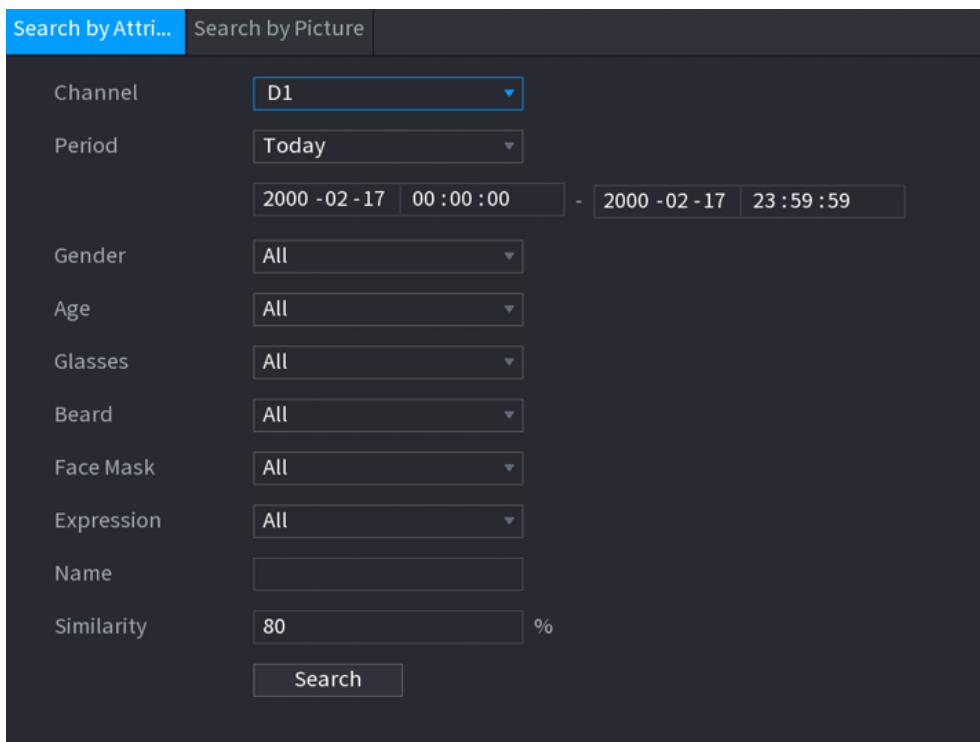 Search by Attri... Search by Picture
Channel D1
Period Today
2000 -02 -17 00 : 00 : 00 - 2000 -02 -17 23 : 59 : 59
Gender All
Age All
Glasses All
Beard All
Face Mask All
Expression All
Name
Similarity 80 %
Search